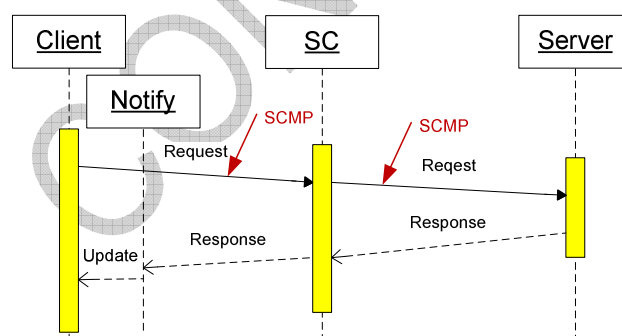 Client
SC
Server
Notify
SCMP
SCMP
Request
Reqest
Response
Response
Update